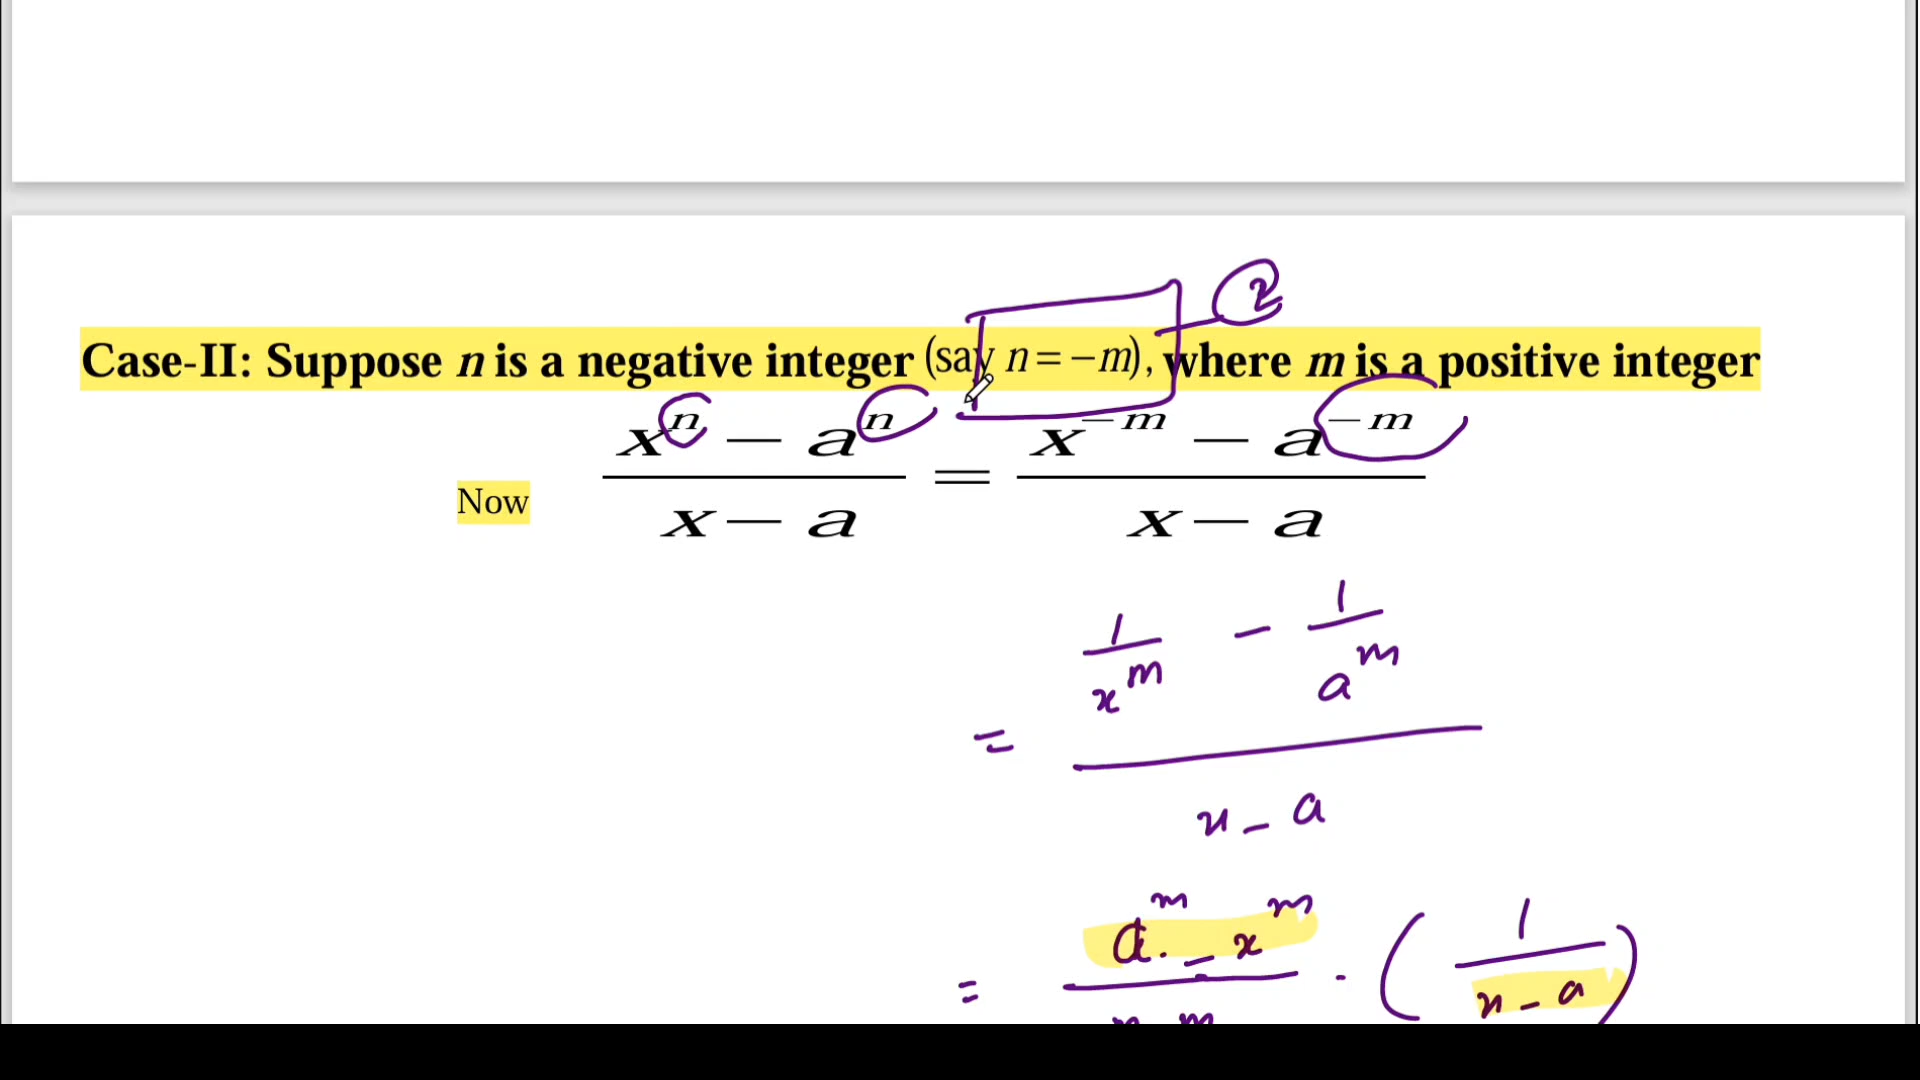 2
Case-II: Suppose n is a negative integer (say n = −m), where m is a positive integer
Now x^n − a^n / x − a = x^−m − a^−m / x − a
= 1/x^m − 1/a^m / x − a
= a^m − x^m / · ( 1 / x − a )